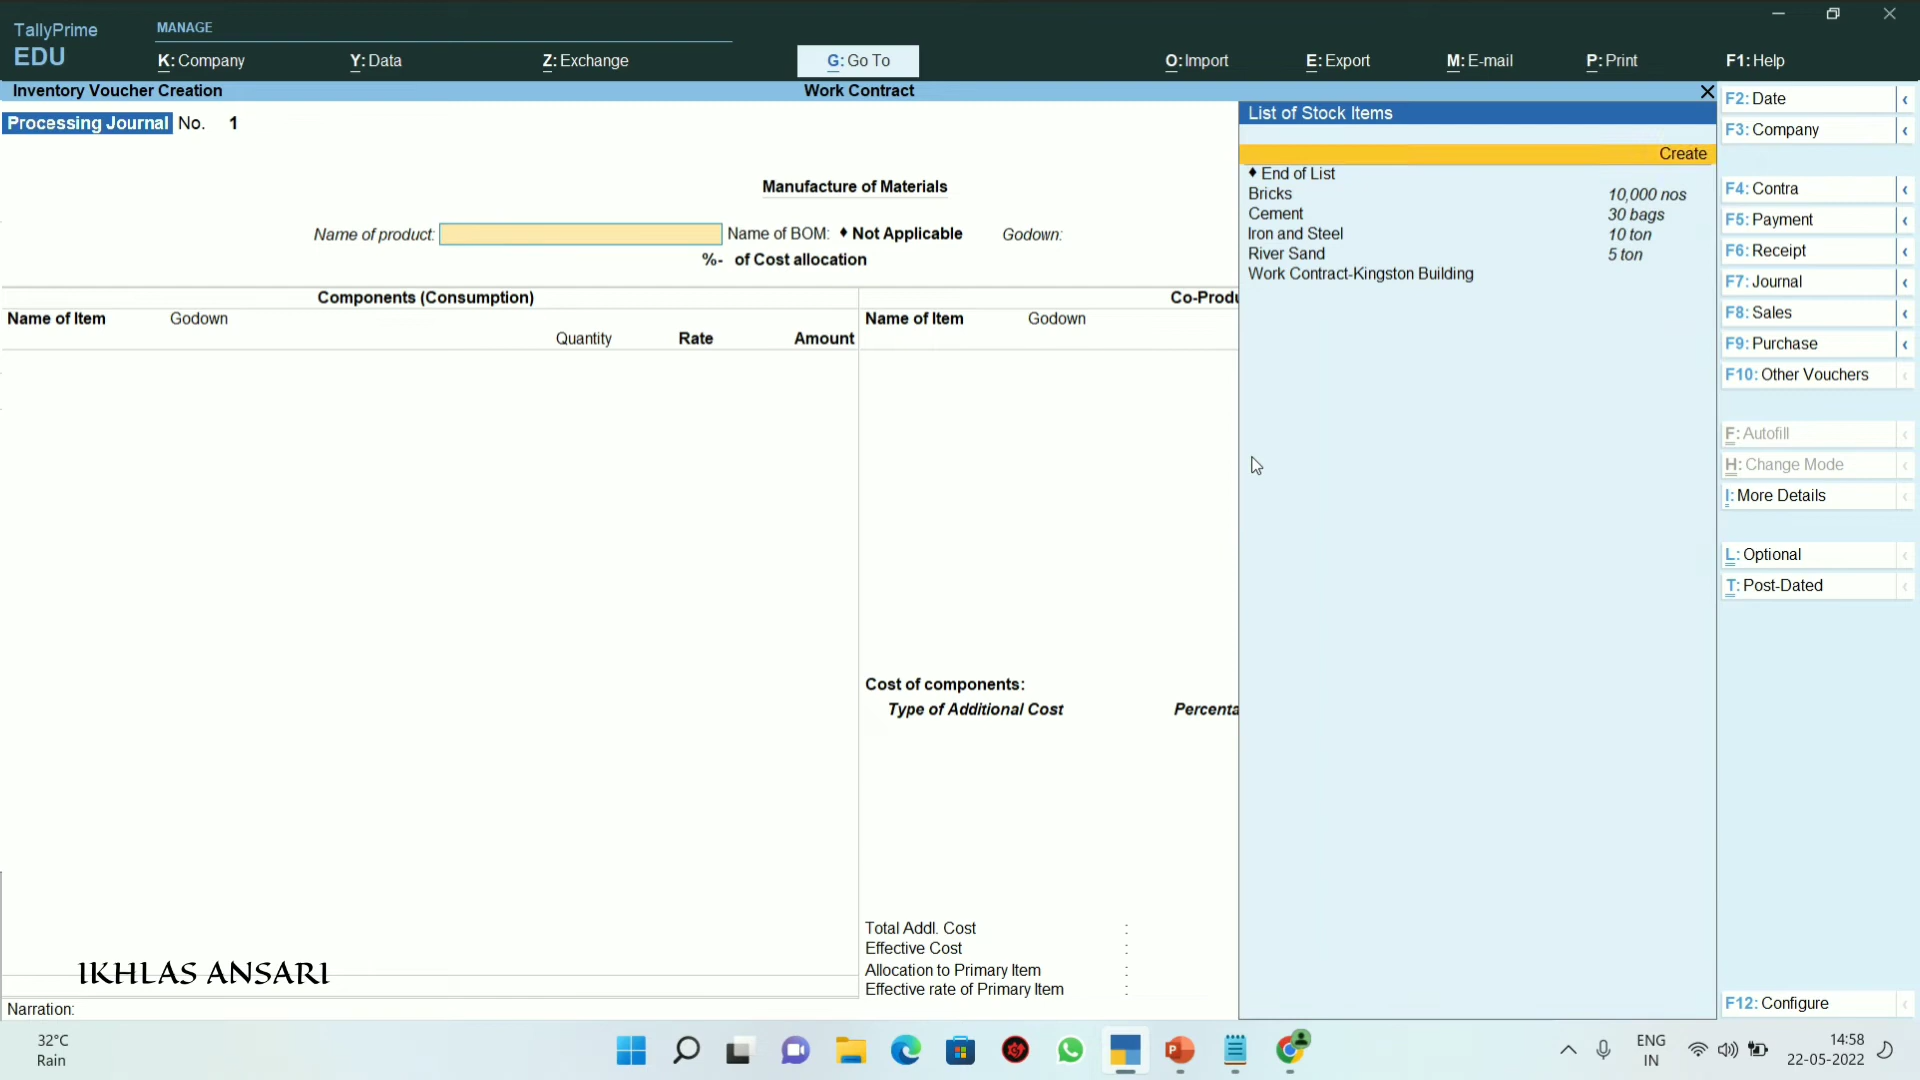 TallyPrime
EDU
MANAGE
K: Company
Y: Data
Z: Exchange
G: Go To
O: Import
E: Export
M: E-mail
P: Print
F1: Help
Inventory Voucher Creation
Work Contract
Processing Journal No. 1
Manufacture of Materials
Name of product:
Name of BOM: ♦ Not Applicable
Godown:
%- of Cost allocation
Components (Consumption)
Co-Produ
Name of Item Godown
Quantity Rate Amount
Name of Item Godown
Cost of components:
Type of Additional Cost Percenta
Total Addl. Cost :
Effective Cost :
Allocation to Primary Item :
Effective rate of Primary Item :
IKHLAS ANSARI
Narration:
List of Stock Items
Create
♦ End of List
Bricks 10,000 nos
Cement 30 bags
Iron and Steel 10 ton
River Sand 5 ton
Work Contract-Kingston Building
F2: Date
F3: Company
F4: Contra
F5: Payment
F6: Receipt
F7: Journal
F8: Sales
F9: Purchase
F10: Other Vouchers
F: Autofill
H: Change Mode
I: More Details
L: Optional
T: Post-Dated
F12: Configure
32°C
Rain
ENG
IN
14:58
22-05-2022